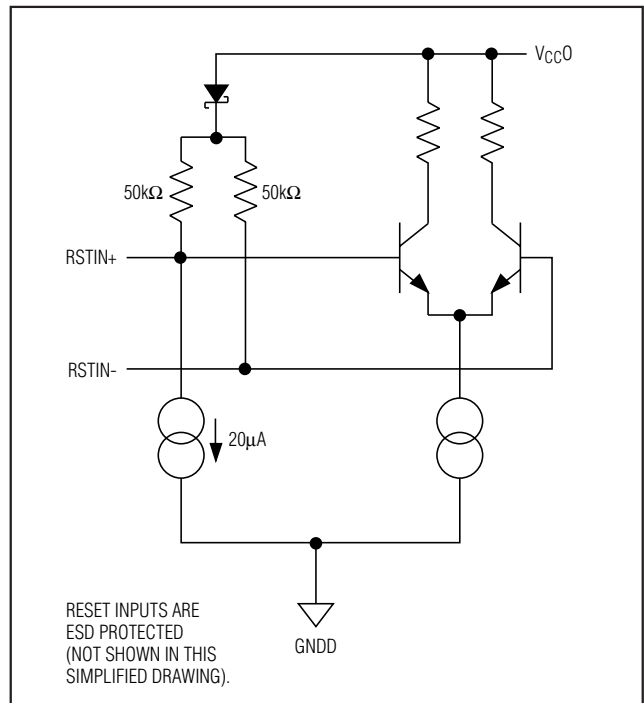 VCCO
50kΩ
50kΩ
RSTIN+
RSTIN-
20μA
RESET INPUTS ARE
ESD PROTECTED
(NOT SHOWN IN THIS
SIMPLIFIED DRAWING).
GNDD